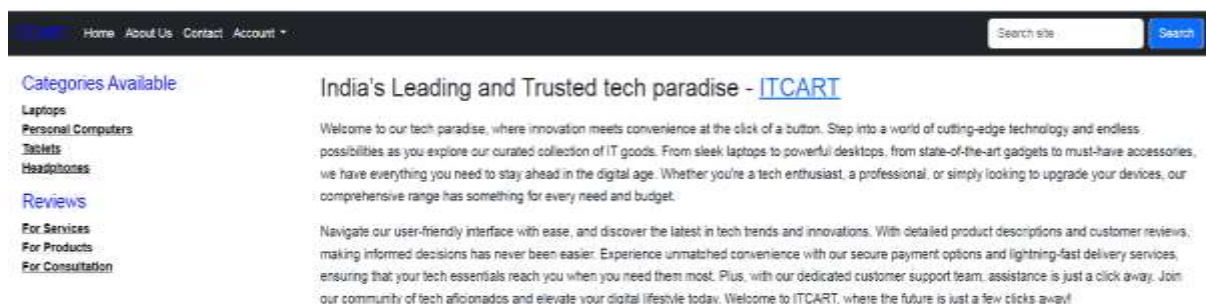 ITCART Home About Us Contact Account Search site Search
Categories Available
Laptops
Personal Computers
Tablets
Headphones
Reviews
For Services
For Products
For Consultation
India's Leading and Trusted tech paradise - ITCART
Welcome to our tech paradise, where innovation meets convenience at the click of a button. Step into a world of cutting-edge technology and endless
possibilities as you explore our curated collection of IT goods. From sleek laptops to powerful desktops, from state-of-the-art gadgets to must-have accessories,
we have everything you need to stay ahead in the digital age. Whether you're a tech enthusiast, a professional, or simply looking to upgrade your devices, our
comprehensive range has something for every need and budget.
Navigate our user-friendly interface with ease, and discover the latest in tech trends and innovations. With detailed product descriptions and customer reviews,
making informed decisions has never been easier. Experience unmatched convenience with our secure payment options and lightning-fast delivery services,
ensuring that your tech essentials reach you when you need them most. Plus, with our dedicated customer support team, assistance is just a click away. Join
our community of tech aficionados and elevate your digital lifestyle today. Welcome to ITCART, where the future is just a few clicks away!